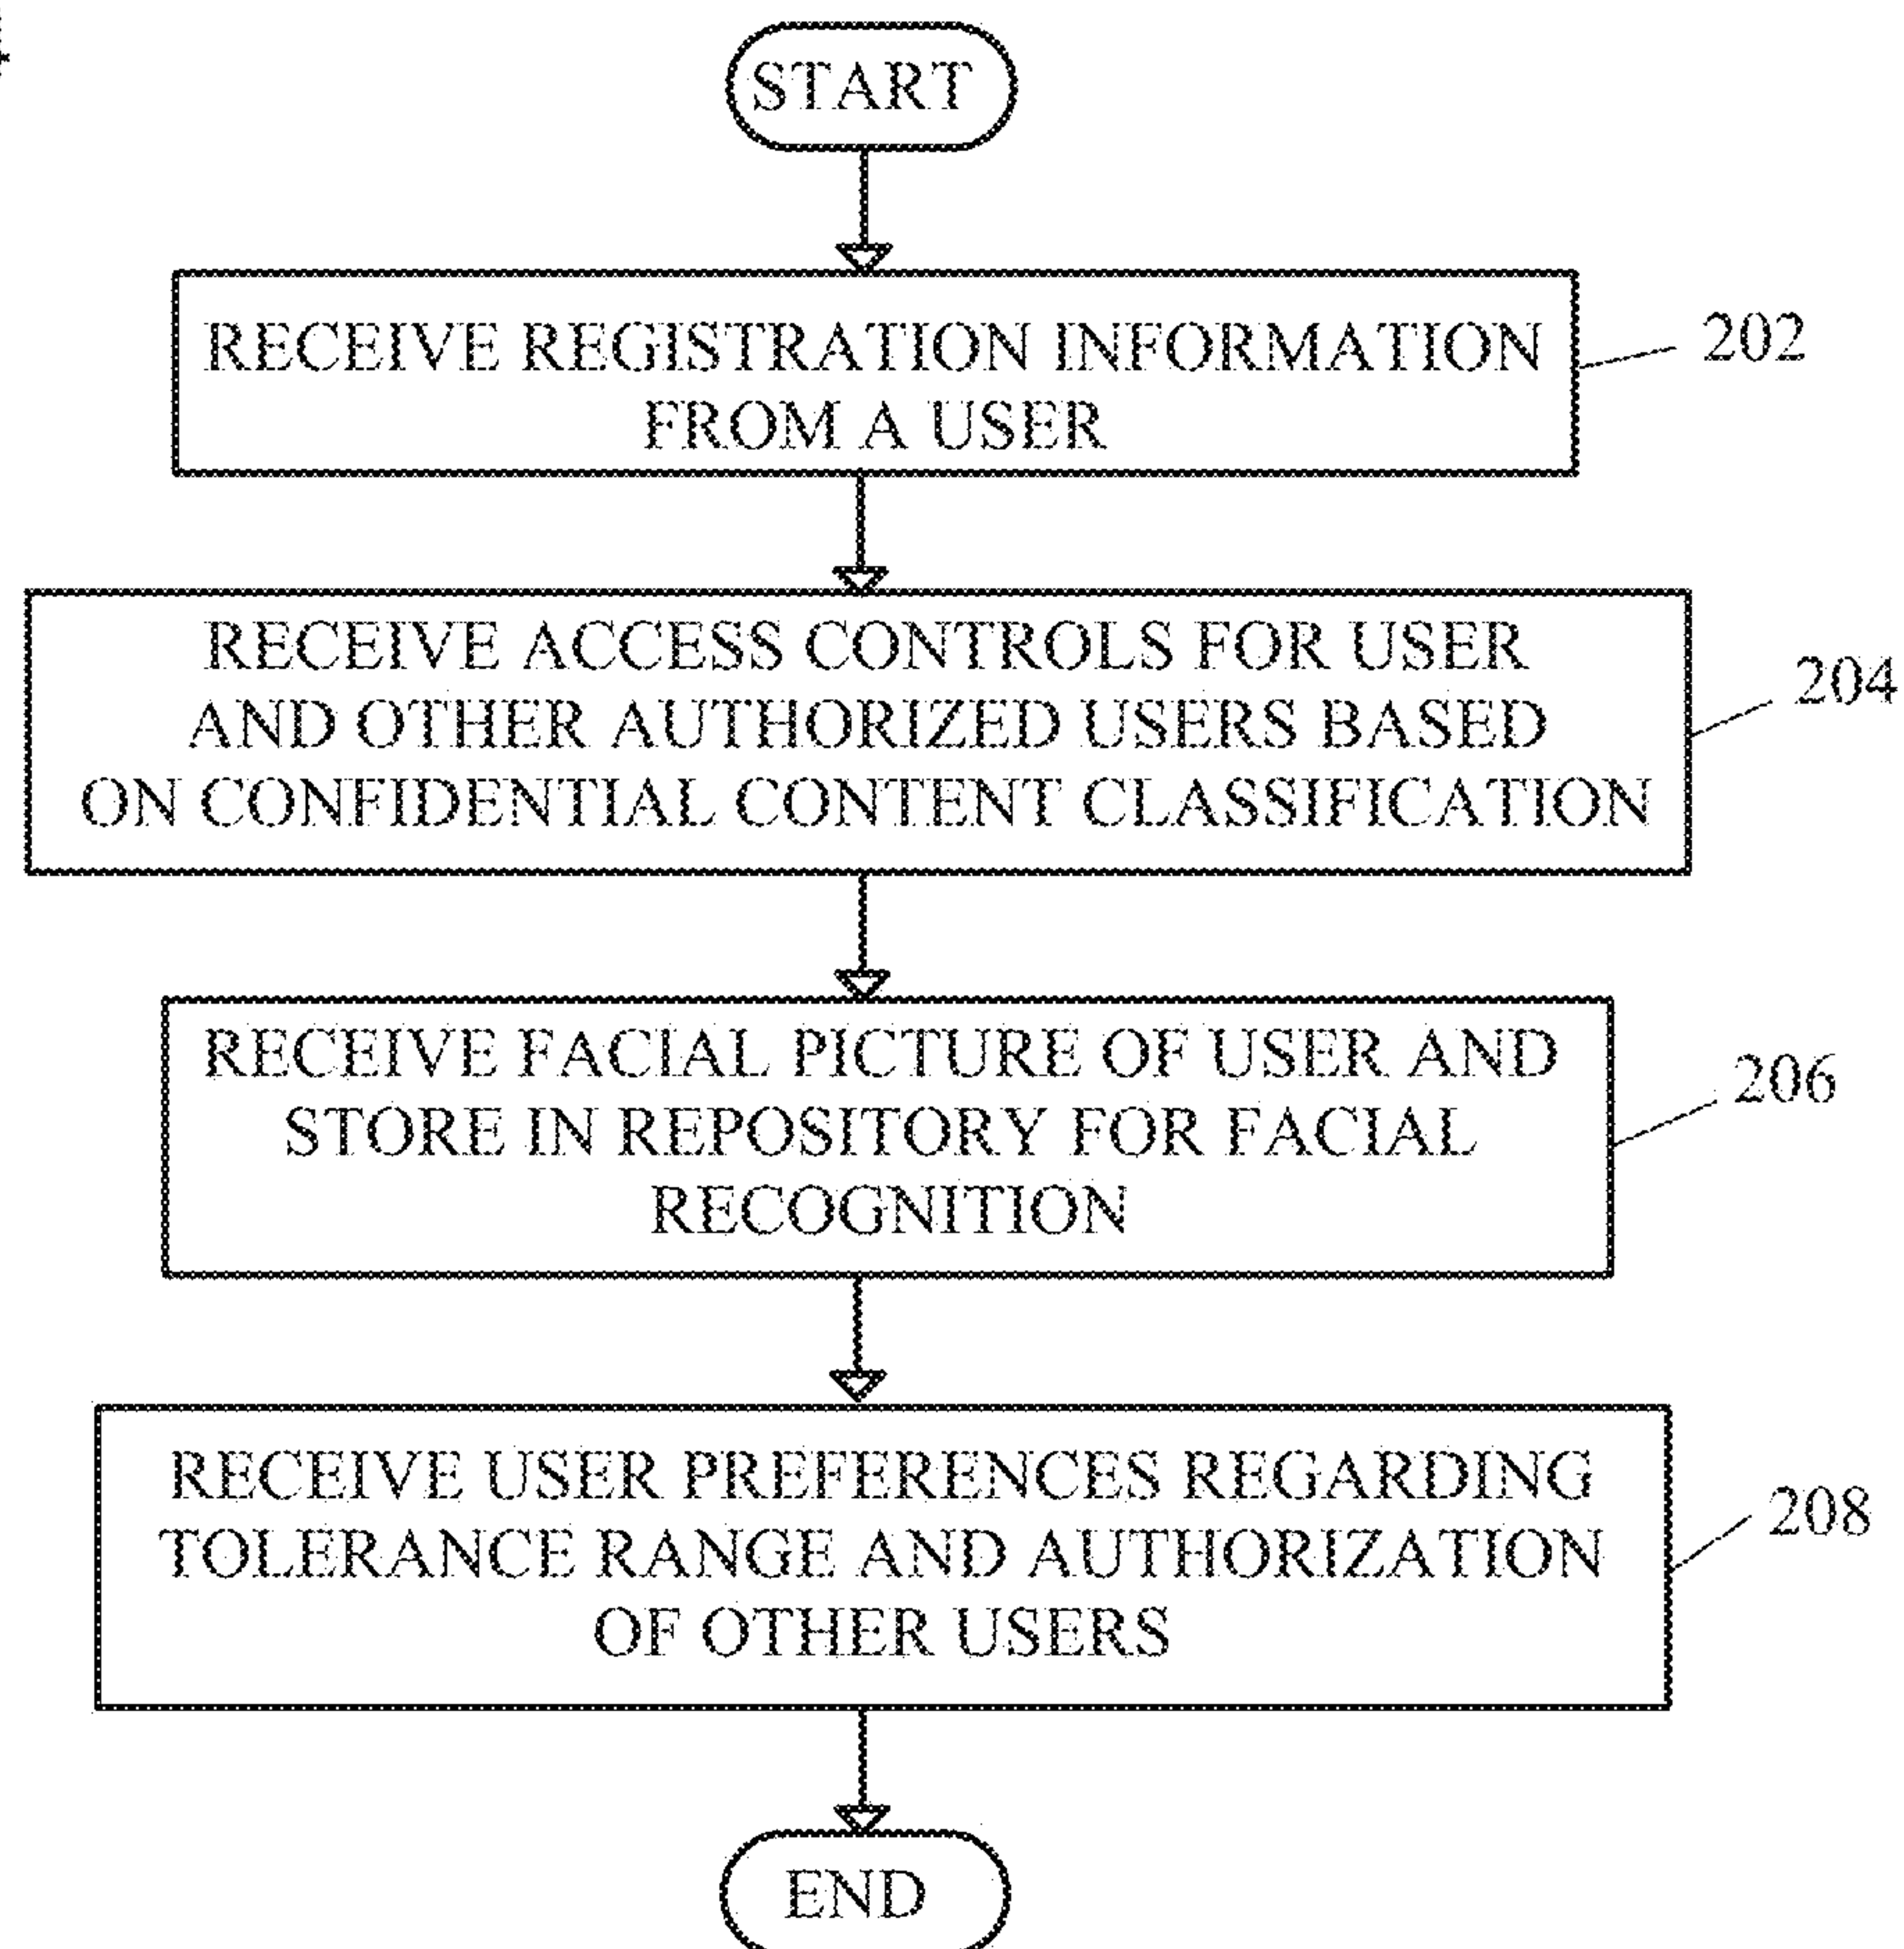 START
RECEIVE REGISTRATION INFORMATION
FROM A USER
202
RECEIVE ACCESS CONTROLS FOR USER
AND OTHER AUTHORIZED USERS BASED
ON CONFIDENTIAL CONTENT CLASSIFICATION
204
RECEIVE FACIAL PICTURE OF USER AND
STORE IN REPOSITORY FOR FACIAL
RECOGNITION
206
RECEIVE USER PREFERENCES REGARDING
TOLERANCE RANGE AND AUTHORIZATION
OF OTHER USERS
208
END